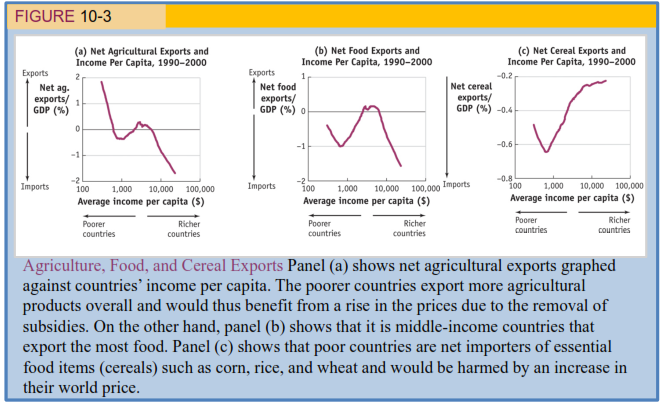 FIGURE 10-3
(a) Net Agricultural Exports and
Income Per Capita, 1990–2000
Exports
Net ag.
exports/
GDP (%)
Imports
2
1
0
−1
−2
100
1,000
10,000
100,000
Average income per capita ($)
Poorer
countries
Richer
countries
(b) Net Food Exports and
Income Per Capita, 1990–2000
Exports
Net food
exports/
GDP (%)
Imports
1
0
−1
−2
100
1,000
10,000
100,000
Average income per capita ($)
Poorer
countries
Richer
countries
(c) Net Cereal Exports and
Income Per Capita, 1990–2000
Net cereal
exports/
GDP (%)
Imports
−0.2
−0.4
−0.6
−0.8
100
1,000
10,000
100,000
Average income per capita ($)
Poorer
countries
Richer
countries
Agriculture, Food, and Cereal Exports Panel (a) shows net agricultural exports graphed
against countries’ income per capita. The poorer countries export more agricultural
products overall and would thus benefit from a rise in the prices due to the removal of
subsidies. On the other hand, panel (b) shows that it is middle-income countries that
export the most food. Panel (c) shows that poor countries are net importers of essential
food items (cereals) such as corn, rice, and wheat and would be harmed by an increase in
their world price.